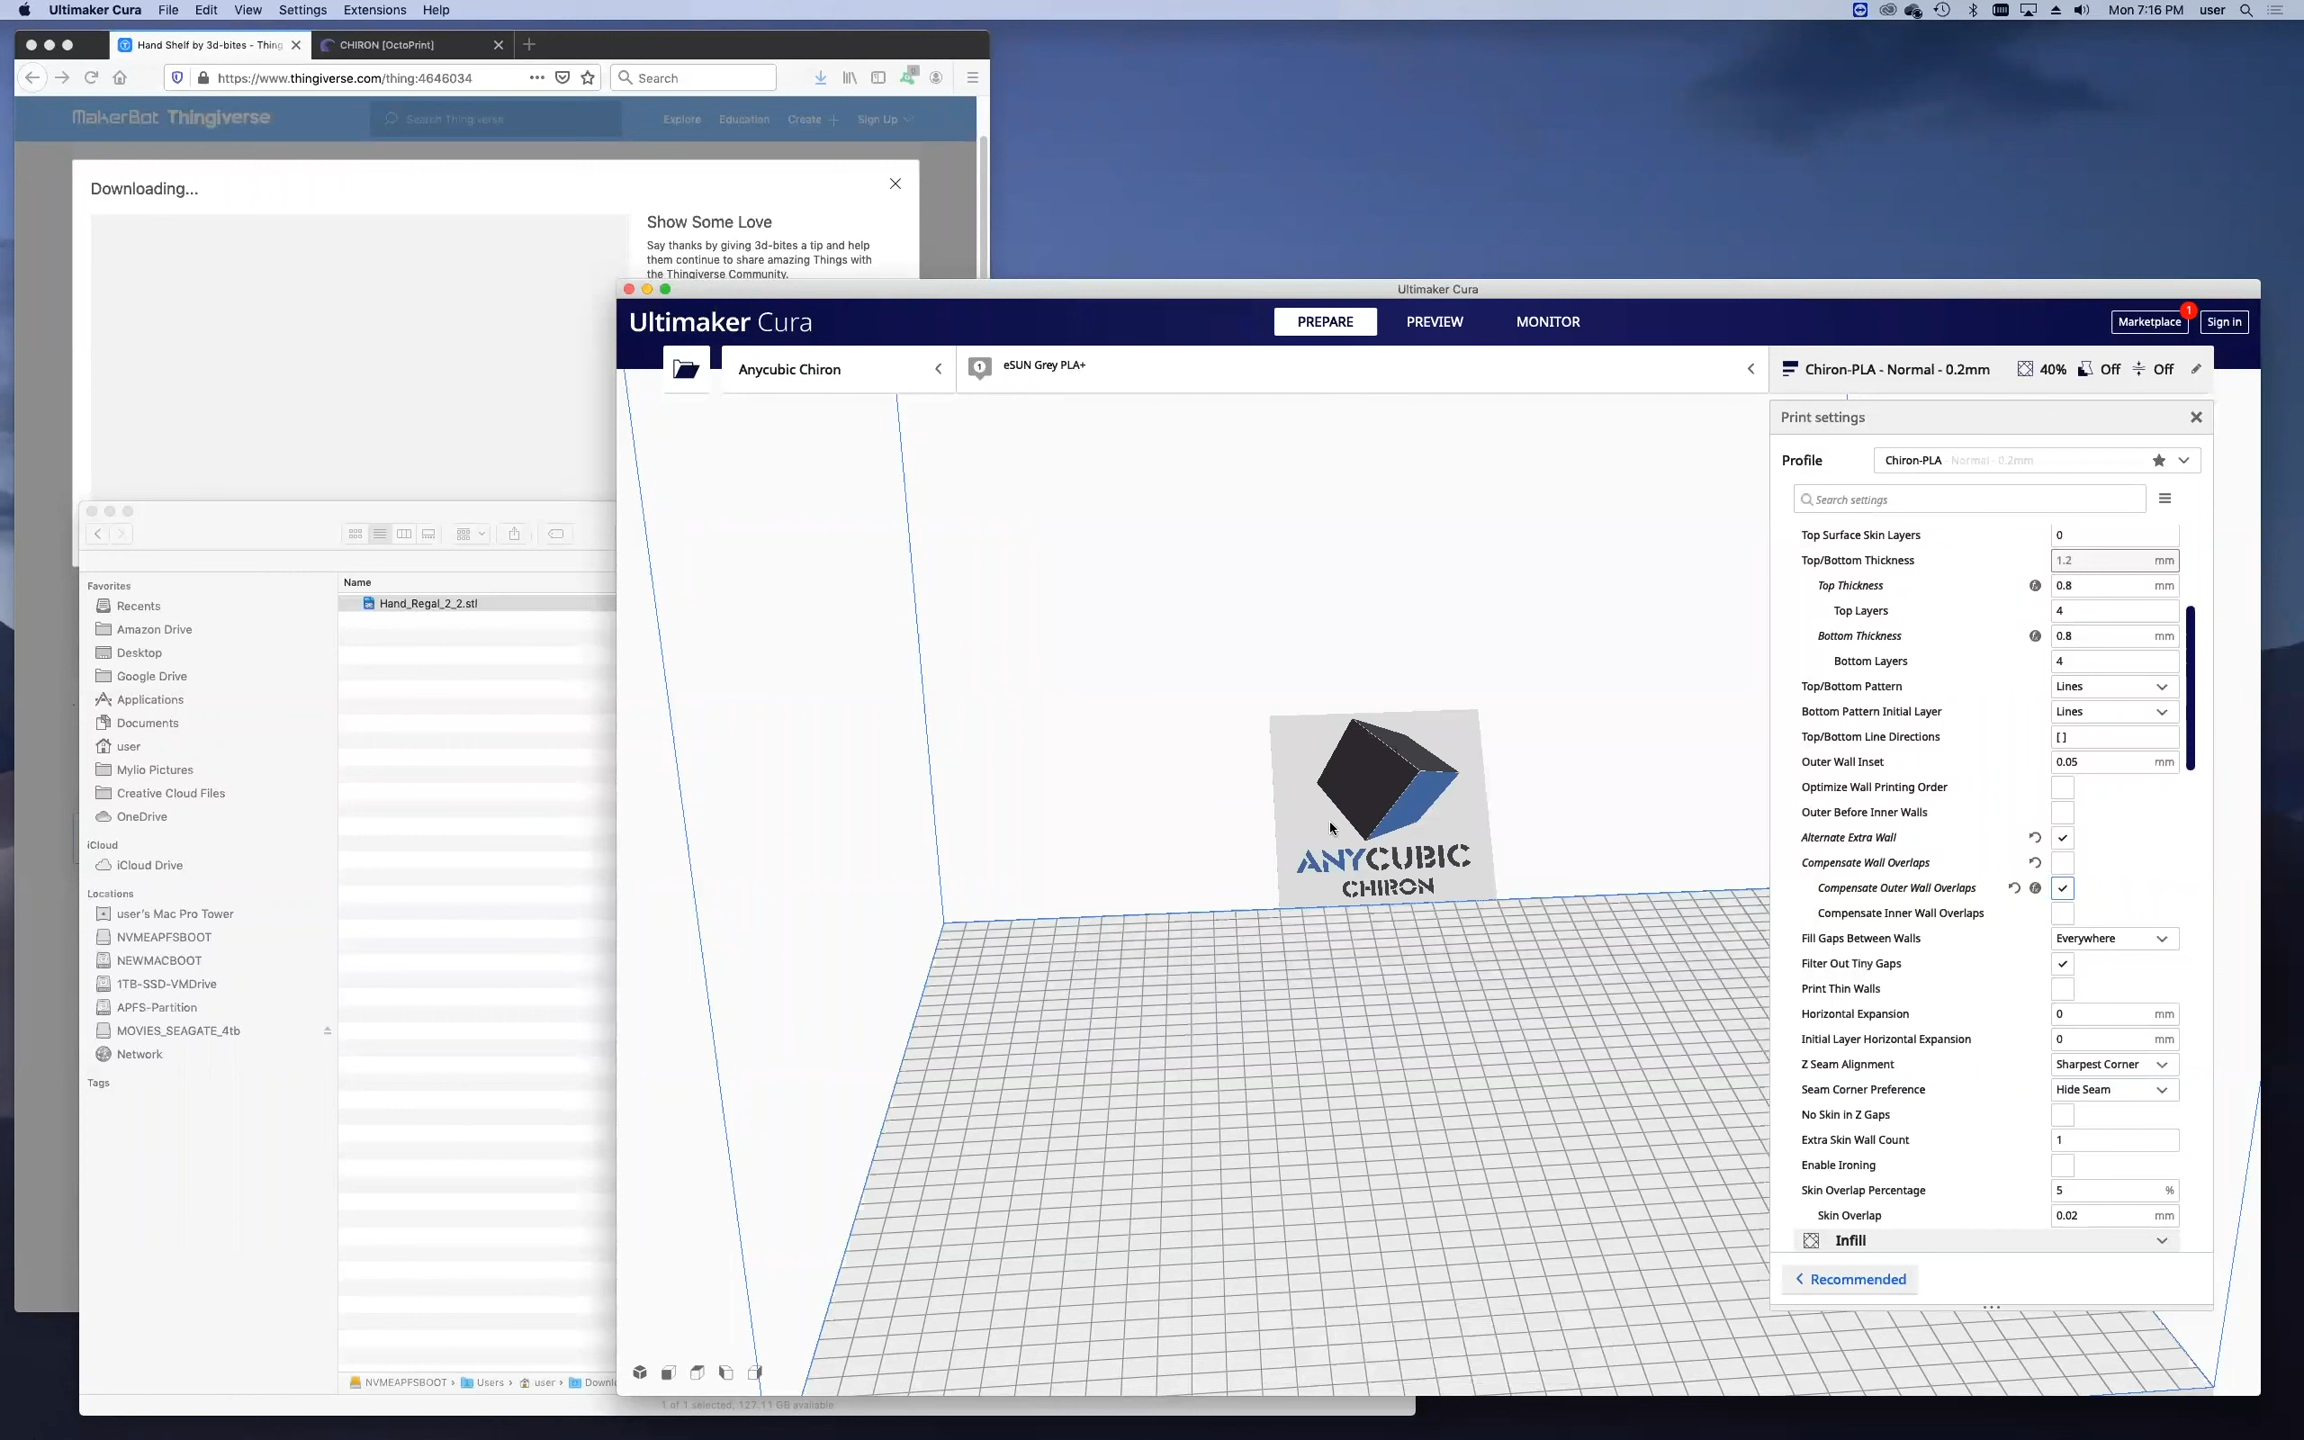 Ultimaker Cura File Edit View Settings Extensions Help
Mon 7:16 PM user
Hand Shelf by 3d-bites - Thing
CHIRON [OctoPrint]
https://www.thingiverse.com/thing:4646034
Search
MakerBot Thingiverse
Search Thingiverse
Explore Education Create Sign Up
Downloading...
Show Some Love
Say thanks by giving 3d-bites a tip and help
them continue to share amazing Things with
the Thingiverse Community.
Favorites
Recents
Amazon Drive
Desktop
Google Drive
Applications
Documents
user
Mylio Pictures
Creative Cloud Files
OneDrive
iCloud
iCloud Drive
Locations
user's Mac Pro Tower
NVMEAPFSBOOT
NEWMACBOOT
1TB-SSD-VMDrive
APFS-Partition
MOVIES_SEAGATE_4tb
Network
Tags
Name
Hand_Regal_2_2.stl
NVMEAPFSBOOT › Users › user › Downl
1 of 1 selected, 127.11 GB available
Ultimaker Cura
Ultimaker Cura
PREPARE PREVIEW MONITOR
Marketplace 1 Sign in
Anycubic Chiron
1 eSUN Grey PLA+
Chiron-PLA - Normal - 0.2mm 40% Off Off
ANYCUBIC
CHIRON
Print settings
Profile Chiron-PLA - Normal - 0.2mm
Search settings
Top Surface Skin Layers 0
Top/Bottom Thickness 1.2 mm
Top Thickness 0.8 mm
Top Layers 4
Bottom Thickness 0.8 mm
Bottom Layers 4
Top/Bottom Pattern Lines
Bottom Pattern Initial Layer Lines
Top/Bottom Line Directions [ ]
Outer Wall Inset 0.05 mm
Optimize Wall Printing Order
Outer Before Inner Walls
Alternate Extra Wall
Compensate Wall Overlaps
Compensate Outer Wall Overlaps
Compensate Inner Wall Overlaps
Fill Gaps Between Walls Everywhere
Filter Out Tiny Gaps
Print Thin Walls
Horizontal Expansion 0 mm
Initial Layer Horizontal Expansion 0 mm
Z Seam Alignment Sharpest Corner
Seam Corner Preference Hide Seam
No Skin in Z Gaps
Extra Skin Wall Count 1
Enable Ironing
Skin Overlap Percentage 5 %
Skin Overlap 0.02 mm
Infill
Recommended